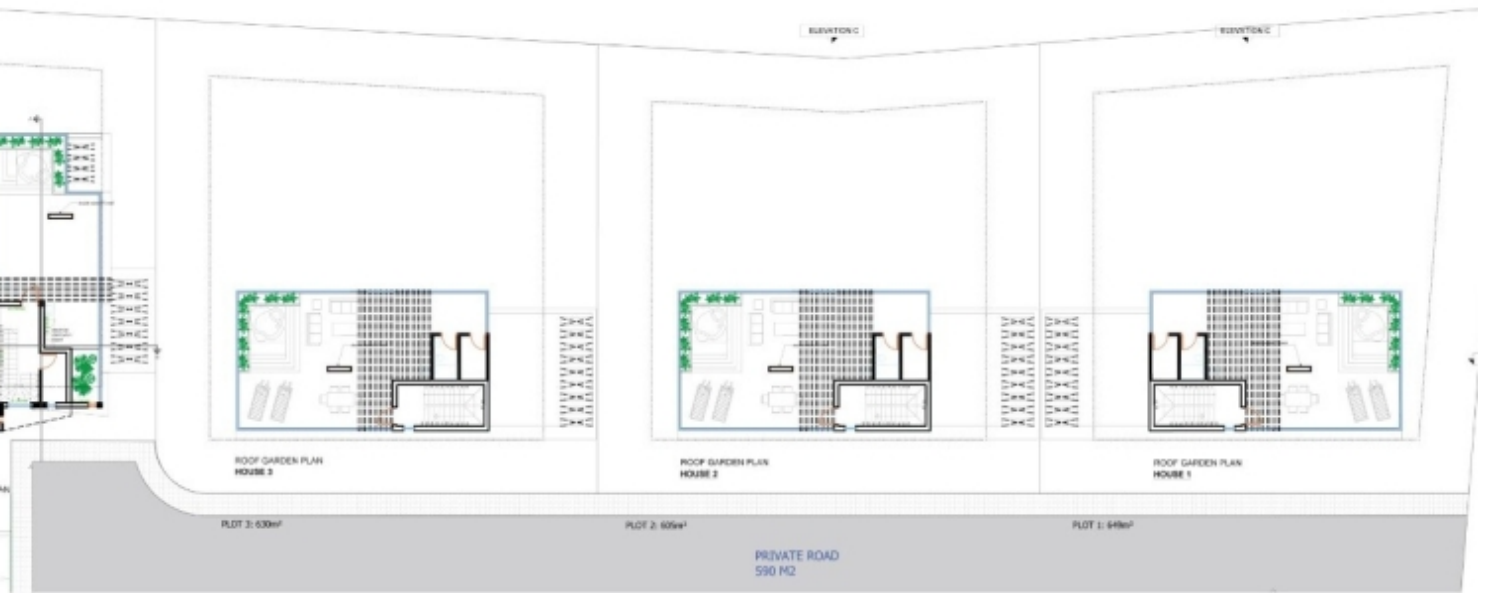 ELEVATION C
ELEVATION C
ROOF GARDEN PLAN
HOUSE 3
ROOF GARDEN PLAN
HOUSE 2
ROOF GARDEN PLAN
HOUSE 1
PLOT 3: 630m²
PLOT 2: 605m²
PLOT 1: 649m²
PRIVATE ROAD
590 M2